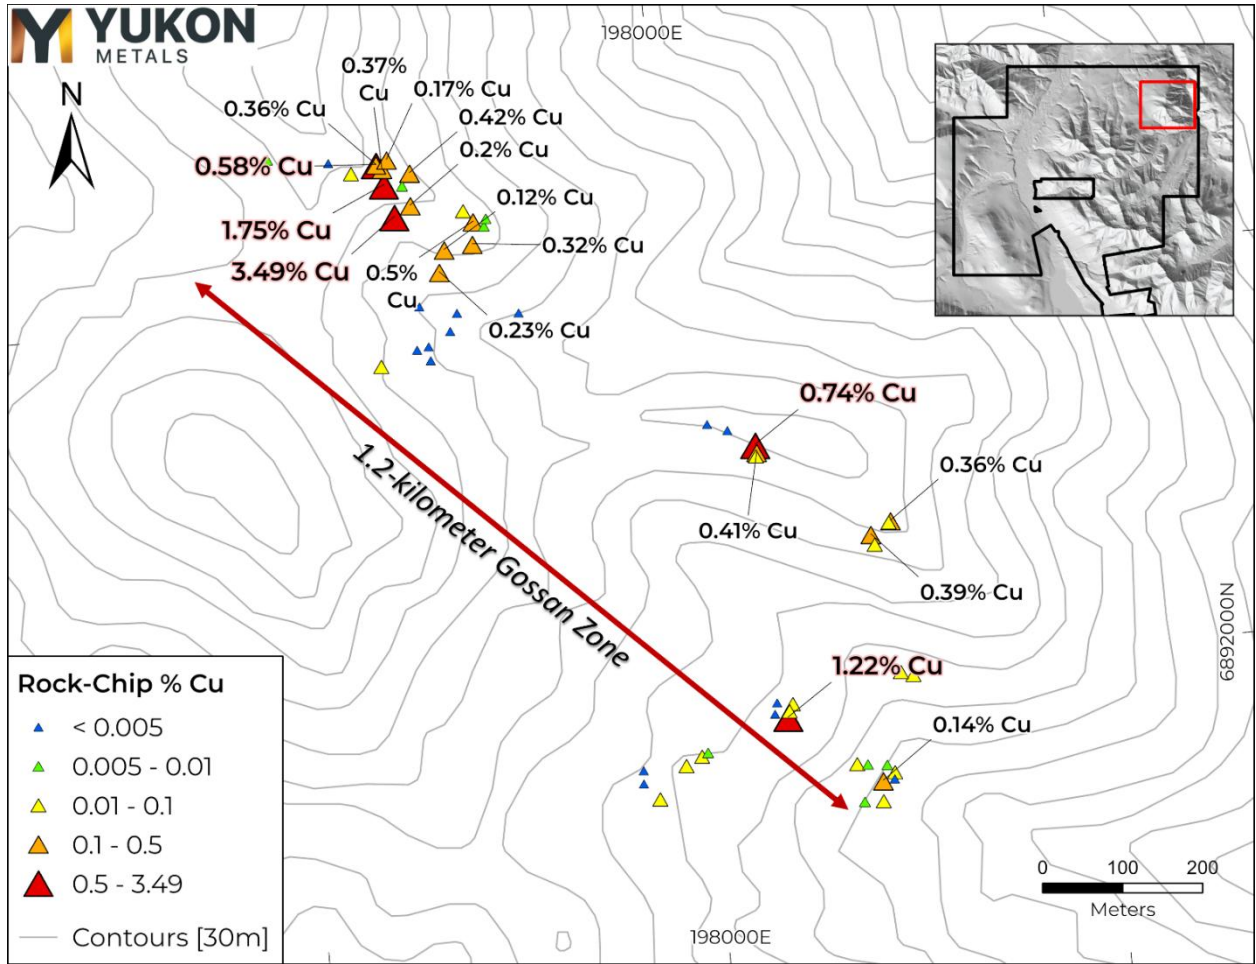 YUKON
METALS
198000E
N
0.37%
Cu
0.17% Cu
0.36% Cu
0.42% Cu
0.58% Cu
0.2% Cu
0.12% Cu
1.75% Cu
0.32% Cu
3.49% Cu
0.5%
Cu
0.23% Cu
0.74% Cu
1.2-kilometer Gossan Zone
0.36% Cu
0.41% Cu
0.39% Cu
6892000N
1.22% Cu
0.14% Cu
Rock-Chip % Cu
< 0.005
0.005 - 0.01
0.01 - 0.1
0.1 - 0.5
0.5 - 3.49
Contours [30m]
0 100 200
Meters
198000E